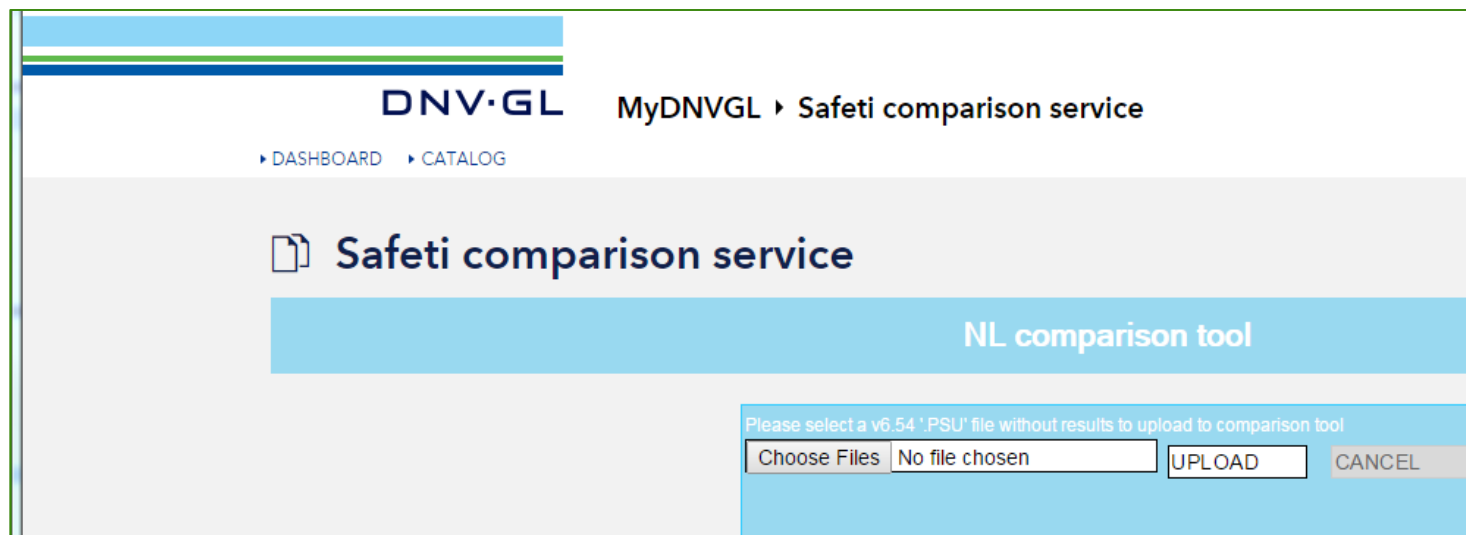 DNV·GL MyDNVGL ▸ Safeti comparison service
▸ DASHBOARD ▸ CATALOG
Safeti comparison service
NL comparison tool
Please select a v6.54 '.PSU' file without results to upload to comparison tool
Choose Files No file chosen UPLOAD CANCEL